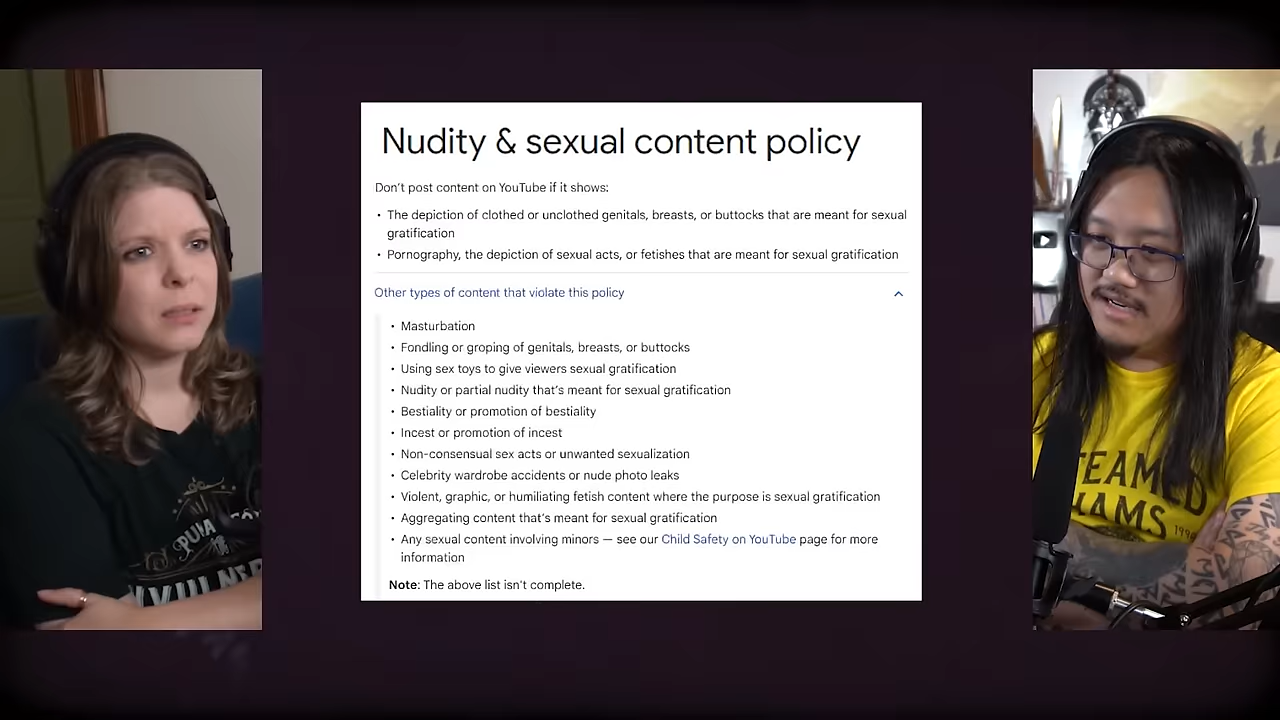 Nudity & sexual content policy
Don't post content on YouTube if it shows:
• The depiction of clothed or unclothed genitals, breasts, or buttocks that are meant for sexual
gratification
• Pornography, the depiction of sexual acts, or fetishes that are meant for sexual gratification
Other types of content that violate this policy
• Masturbation
• Fondling or groping of genitals, breasts, or buttocks
• Using sex toys to give viewers sexual gratification
• Nudity or partial nudity that's meant for sexual gratification
• Bestiality or promotion of bestiality
• Incest or promotion of incest
• Non-consensual sex acts or unwanted sexualization
• Celebrity wardrobe accidents or nude photo leaks
• Violent, graphic, or humiliating fetish content where the purpose is sexual gratification
• Aggregating content that's meant for sexual gratification
• Any sexual content involving minors — see our Child Safety on YouTube page for more
information
Note: The above list isn't complete.
TEAMED
HAMS